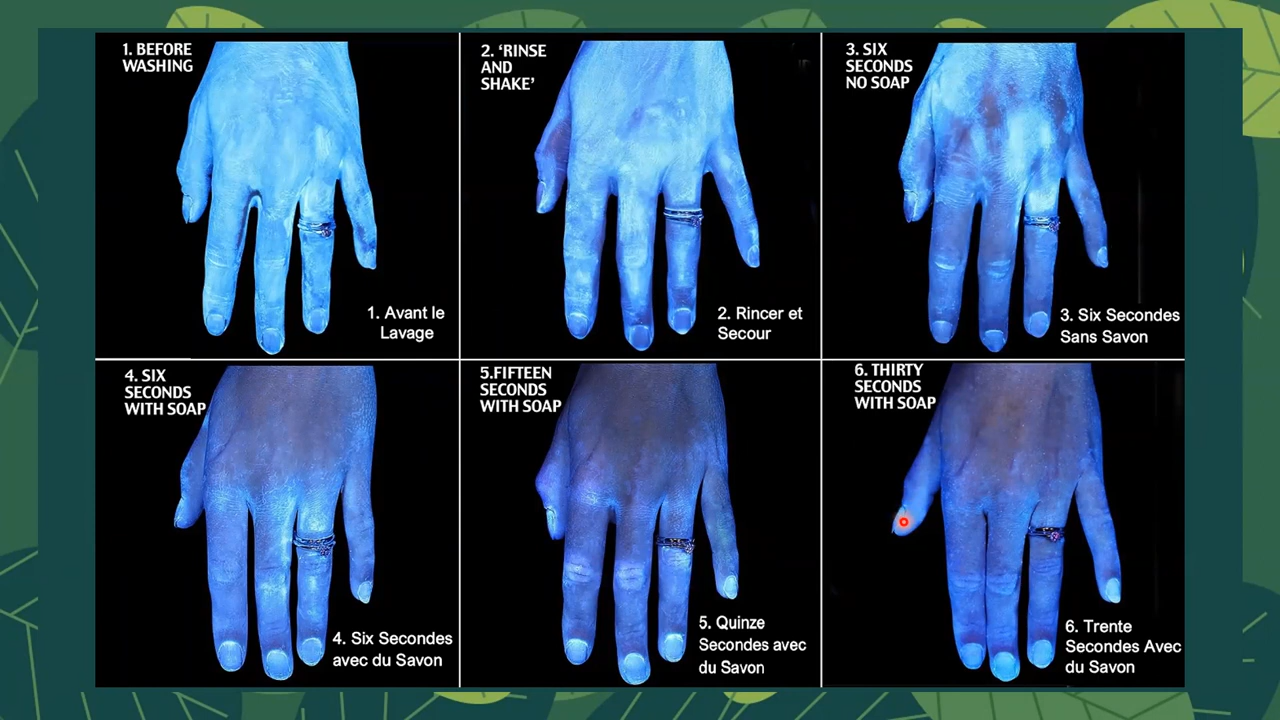 1. BEFORE
WASHING
1. Avant le
Lavage
2. ‘RINSE
AND
SHAKE’
2. Rincer et
Secour
3. SIX
SECONDS
NO SOAP
3. Six Secondes
Sans Savon
4. SIX
SECONDS
WITH SOAP
4. Six Secondes
avec du Savon
5.FIFTEEN
SECONDS
WITH SOAP
5. Quinze
Secondes avec
du Savon
6. THIRTY
SECONDS
WITH SOAP
6. Trente
Secondes Avec
du Savon